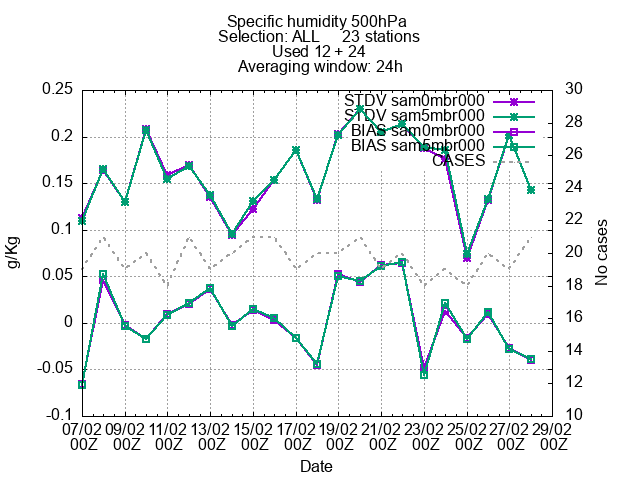 Specific humidity 500hPa
Selection: ALL     23 stations
Used 12 + 24
Averaging window: 24h
0.25
0.2
0.15
0.1
0.05
0
-0.05
-0.1
g/Kg
STDV sam0mbr000
STDV sam5mbr000
BIAS sam0mbr000
BIAS sam5mbr000
CASES
30
28
26
24
22
20
18
16
14
12
10
No cases
07/02 09/02 11/02 13/02 15/02 17/02 19/02 21/02 23/02 25/02 27/02 29/02
00Z 00Z 00Z 00Z 00Z 00Z 00Z 00Z 00Z 00Z 00Z 00Z
Date